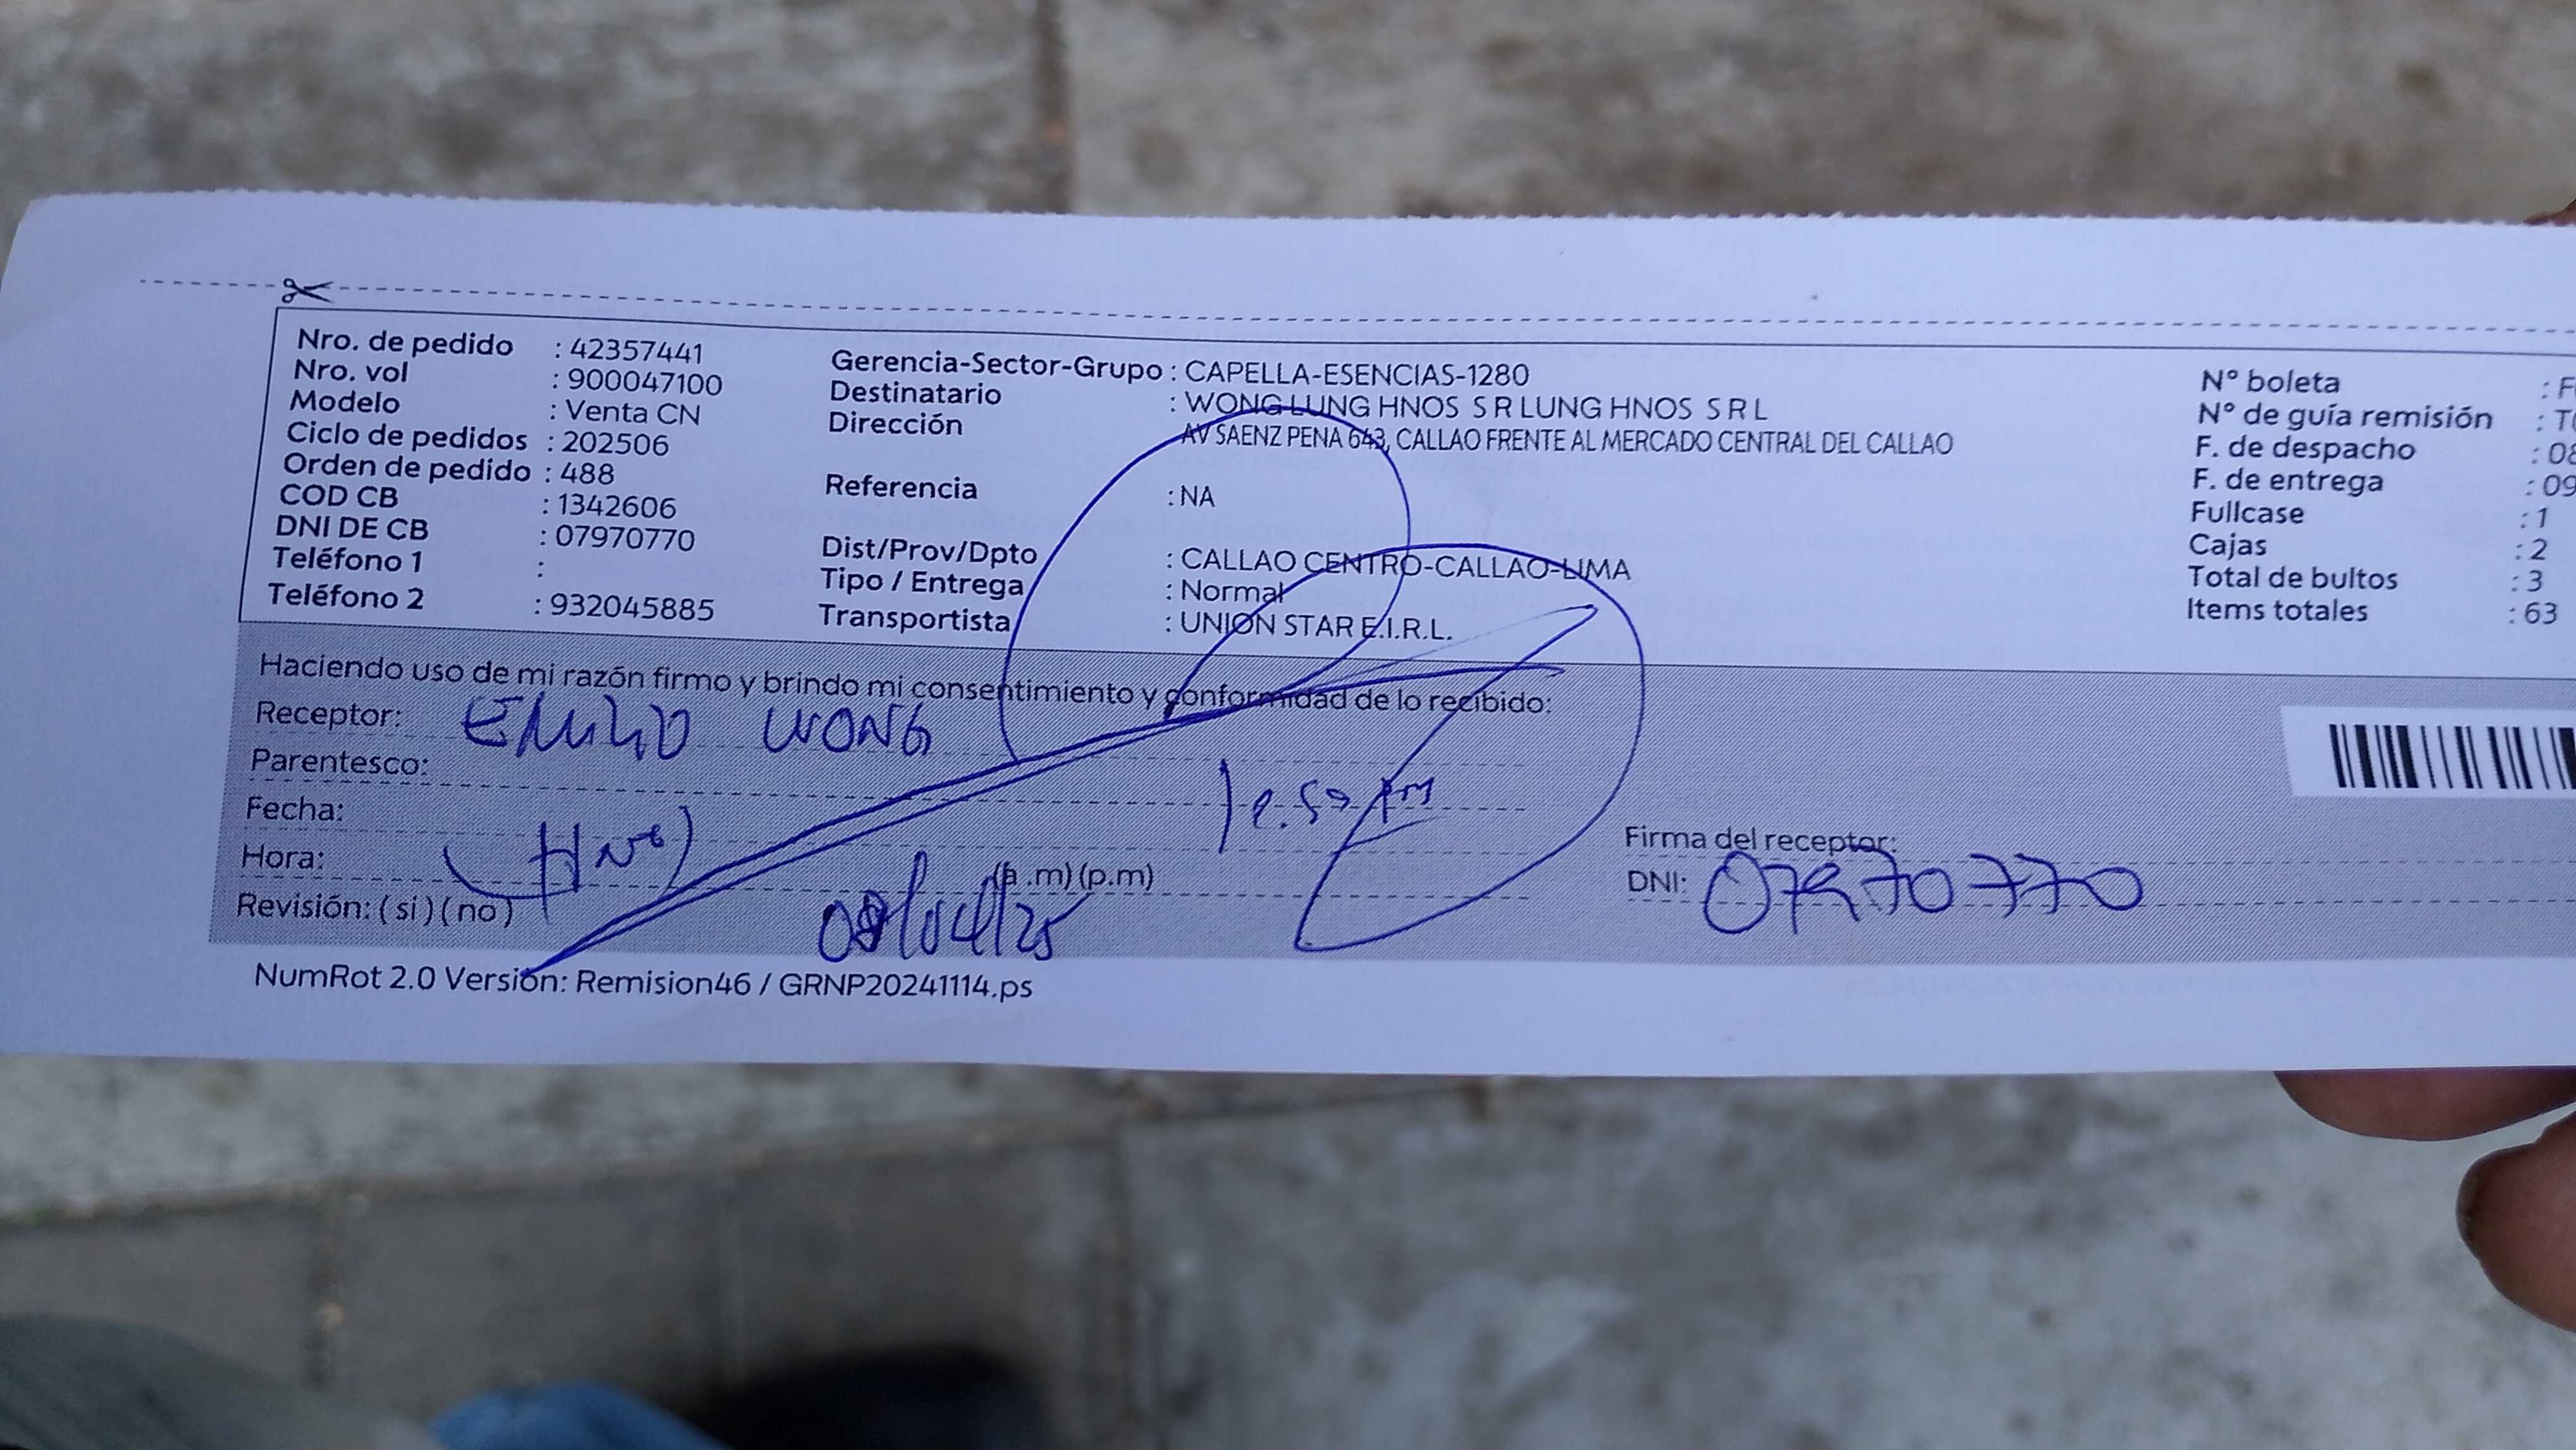 Nro. de pedido : 42357441
Nro. vol : 900047100
Modelo : Venta CN
Ciclo de pedidos : 202506
Orden de pedido : 488
COD CB : 1342606
DNI DE CB : 07970770
Teléfono 1 :
Teléfono 2 : 932045885
Gerencia-Sector-Grupo : CAPELLA-ESENCIAS-1280
Destinatario : WONG LUNG HNOS S R LUNG HNOS S R L
Dirección AV SAENZ PENA 643, CALLAO FRENTE AL MERCADO CENTRAL DEL CALLAO
Referencia : NA
Dist/Prov/Dpto : CALLAO CENTRO-CALLAO-LIMA
Tipo / Entrega : Normal
Transportista : UNION STAR E.I.R.L.
N° boleta : F
N° de guía remisión : T0
F. de despacho : 08
F. de entrega : 09
Fullcase : 1
Cajas : 2
Total de bultos : 3
Items totales : 63
Haciendo uso de mi razón firmo y brindo mi consentimiento y conformidad de lo recibido:
Receptor: EMILIO WONG
Parentesco:
Fecha:
Hora: (a.m) (p.m)
Revisión: ( si ) ( no )
Firma del receptor:
DNI: 07970770
NumRot 2.0 Versión: Remision46 / GRNP20241114.ps